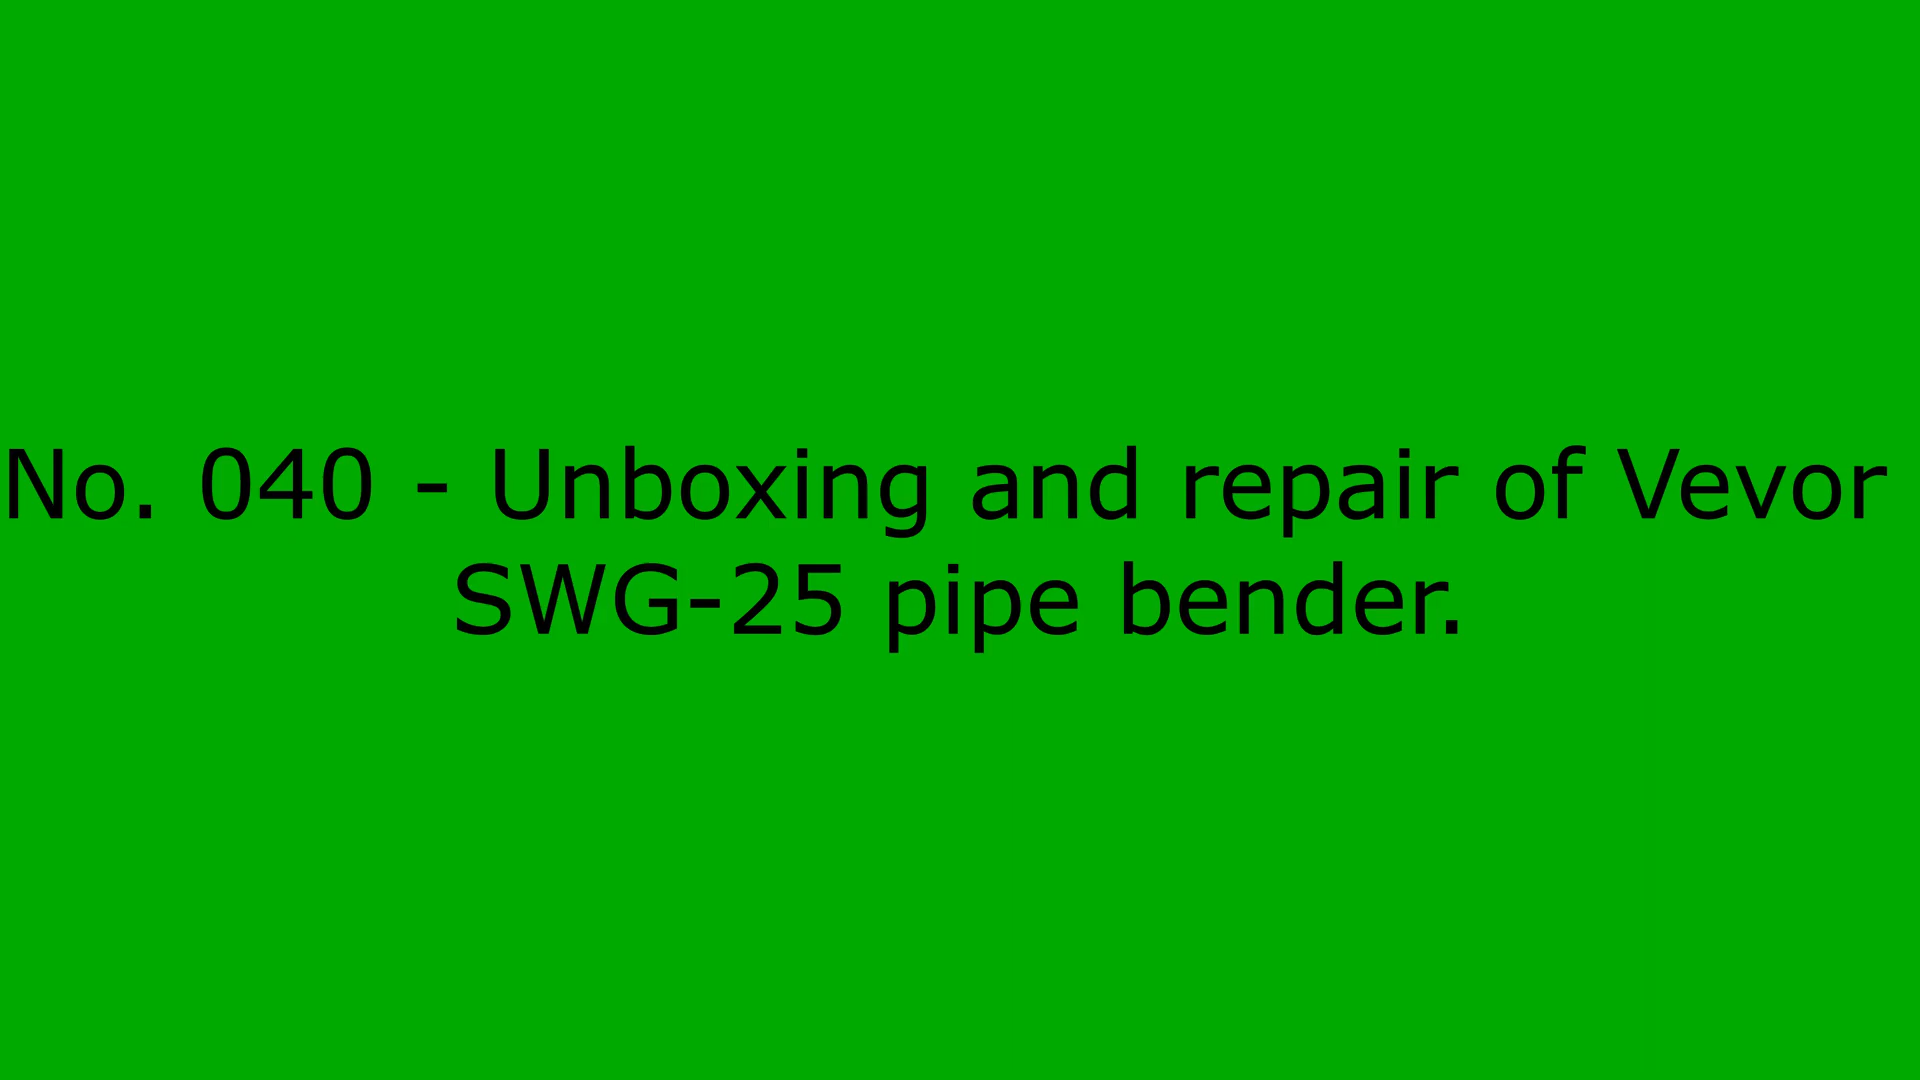 No. 040 - Unboxing and repair of Vevor
SWG-25 pipe bender.